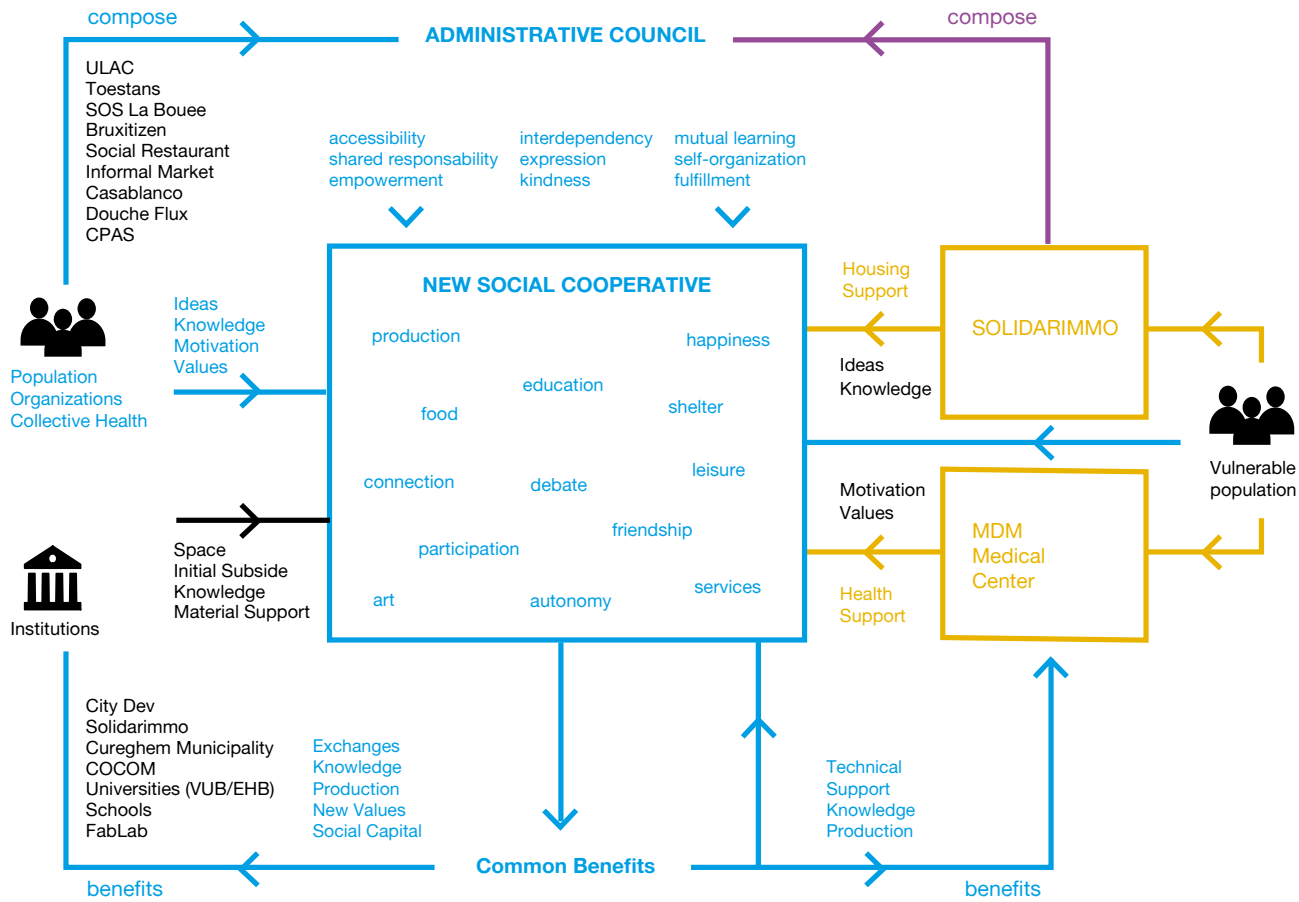 compose
compose
ADMINISTRATIVE COUNCIL
ULAC
Toestans
SOS La Bouee
Bruxitizen
Social Restaurant
Informal Market
Casablanco
Douche Flux
CPAS
accessibility
shared responsability
empowerment
interdependency
expression
kindness
mutual learning
self-organization
fulfillment
Population
Organizations
Collective Health
Ideas
Knowledge
Motivation
Values
NEW SOCIAL COOPERATIVE
production
happiness
education
food
shelter
connection
debate
leisure
participation
friendship
art
autonomy
services
Housing
Support
Ideas
Knowledge
SOLIDARIMMO
Vulnerable
population
Motivation
Values
Health
Support
MDM
Medical
Center
Space
Initial Subside
Knowledge
Material Support
Institutions
City Dev
Solidarimmo
Cureghem Municipality
COCOM
Universities (VUB/EHB)
Schools
FabLab
Exchanges
Knowledge
Production
New Values
Social Capital
Technical
Support
Knowledge
Production
Common Benefits
benefits
benefits